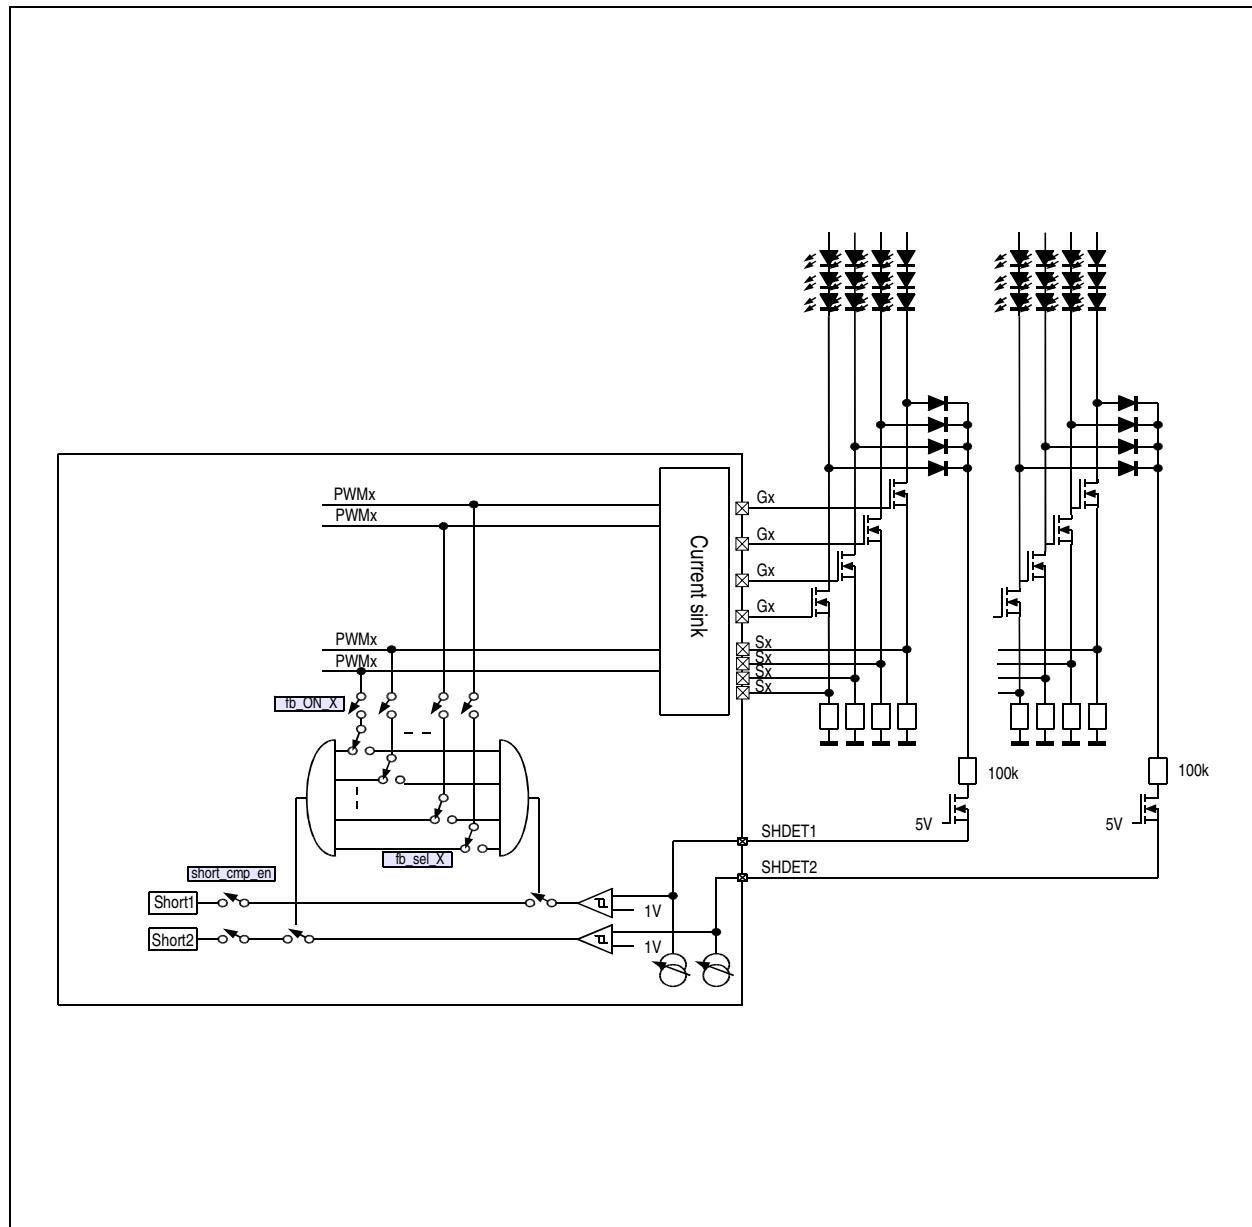 PWMx
PWMx
Gx
Gx
Gx
Gx
Current sink
PWMx
PWMx
Sx
Sx
Sx
Sx
fb_ON_X
100k
100k
5V
5V
SHDET1
SHDET2
fb_sel_X
short_cmp_en
Short1
1V
Short2
1V